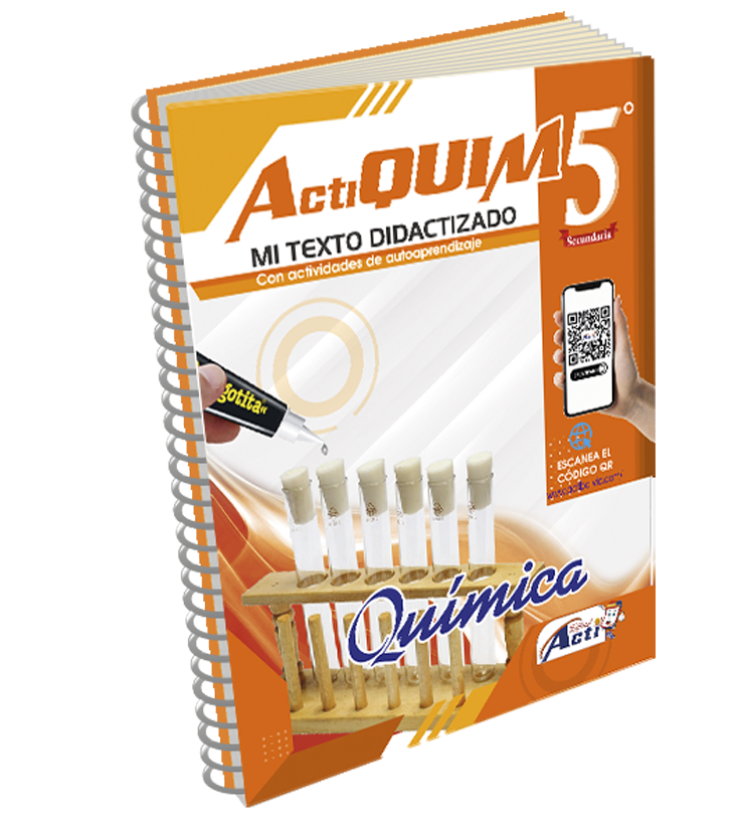 ActiQUIM 5°
Secundaria
MI TEXTO DIDACTIZADO
Con actividades de autoaprendizaje
gotita
ESCANEA EL
CÓDIGO QR
Química
Acti